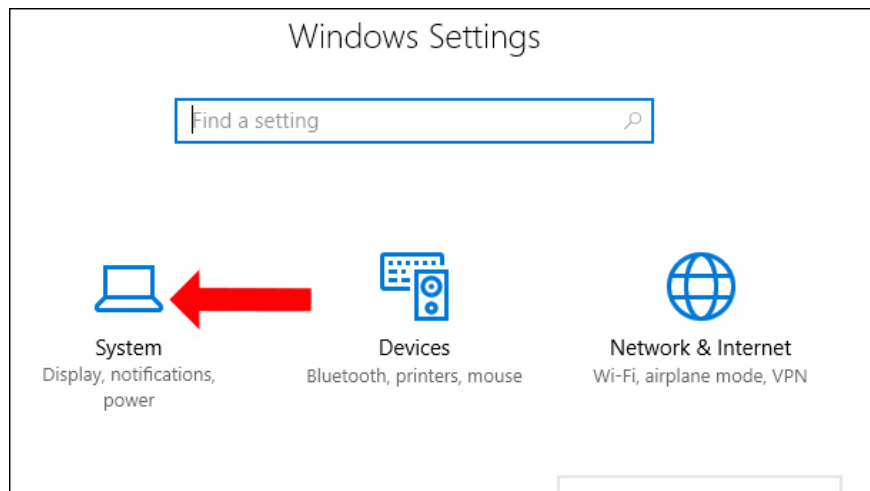 Windows Settings
Find a setting
System
Display, notifications,
power
Devices
Bluetooth, printers, mouse
Network & Internet
Wi-Fi, airplane mode, VPN